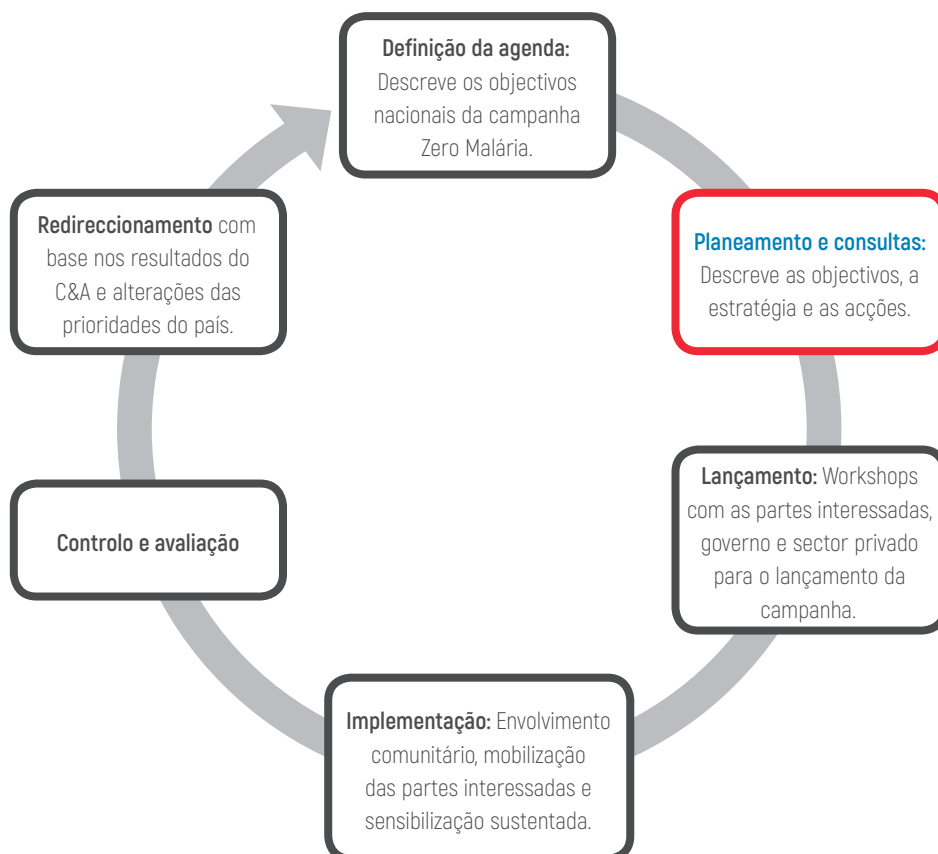 Definição da agenda:
Descreve os objectivos
nacionais da campanha
Zero Malária.
Planeamento e consultas:
Descreve as objectivos, a
estratégia e as acções.
Lançamento: Workshops
com as partes interessadas,
governo e sector privado
para o lançamento da
campanha.
Implementação: Envolvimento
comunitário, mobilização
das partes interessadas e
sensibilização sustentada.
Controlo e avaliação
Redireccionamento com
base nos resultados do
C&A e alterações das
prioridades do país.